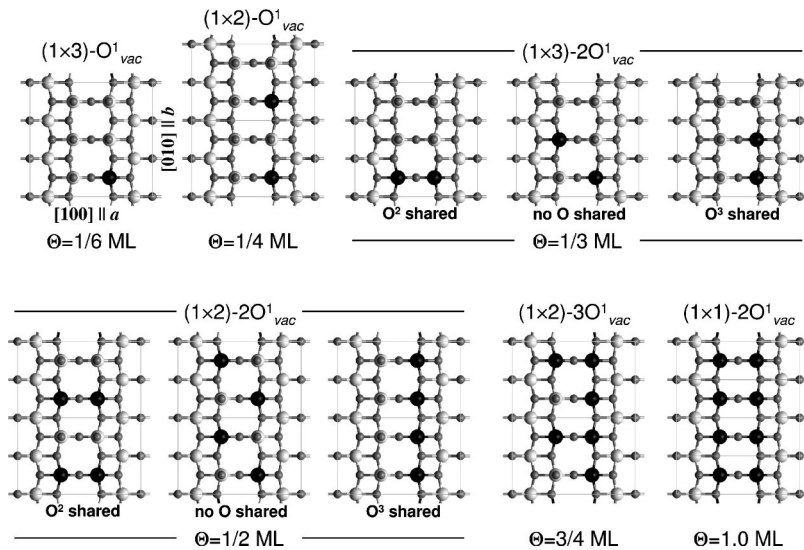 (1×3)-O¹vac
(1×2)-O¹vac
(1×3)-2O¹vac
[010] || b
[100] || a
O² shared
no O shared
O³ shared
Θ=1/6 ML
Θ=1/4 ML
Θ=1/3 ML
(1×2)-2O¹vac
(1×2)-3O¹vac
(1×1)-2O¹vac
O² shared
no O shared
O³ shared
Θ=1/2 ML
Θ=3/4 ML
Θ=1.0 ML